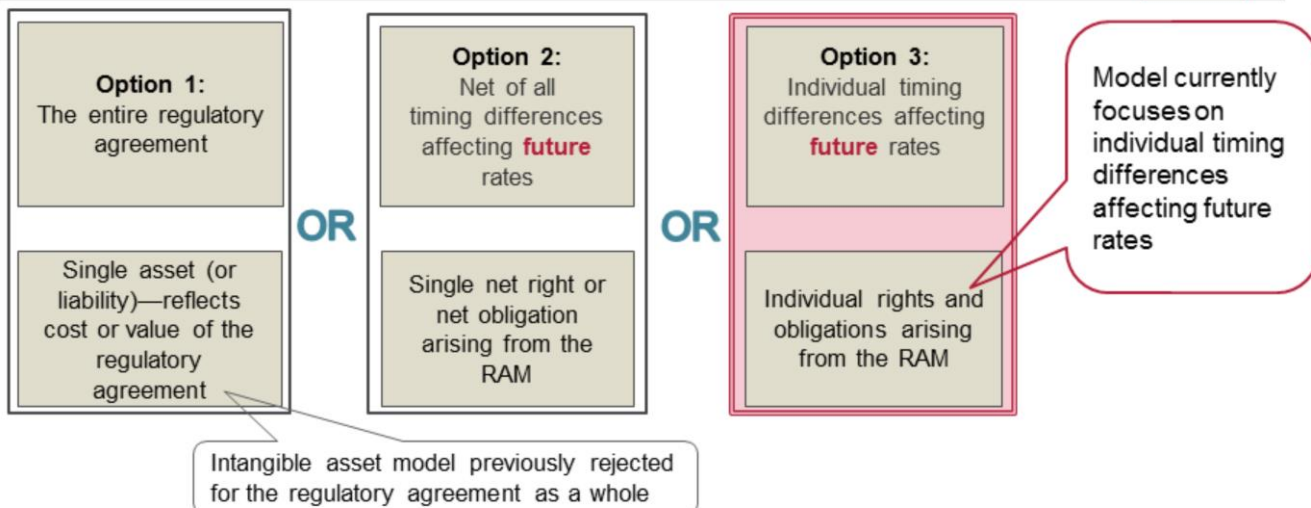 Option 1:
The entire regulatory
agreement
Single asset (or
liability)—reflects
cost or value of the
regulatory
agreement
OR
Option 2:
Net of all
timing differences
affecting future
rates
Single net right or
net obligation
arising from the
RAM
OR
Option 3:
Individual timing
differences affecting
future rates
Individual rights and
obligations arising
from the RAM
Model currently
focuses on
individual timing
differences
affecting future
rates
Intangible asset model previously rejected
for the regulatory agreement as a whole